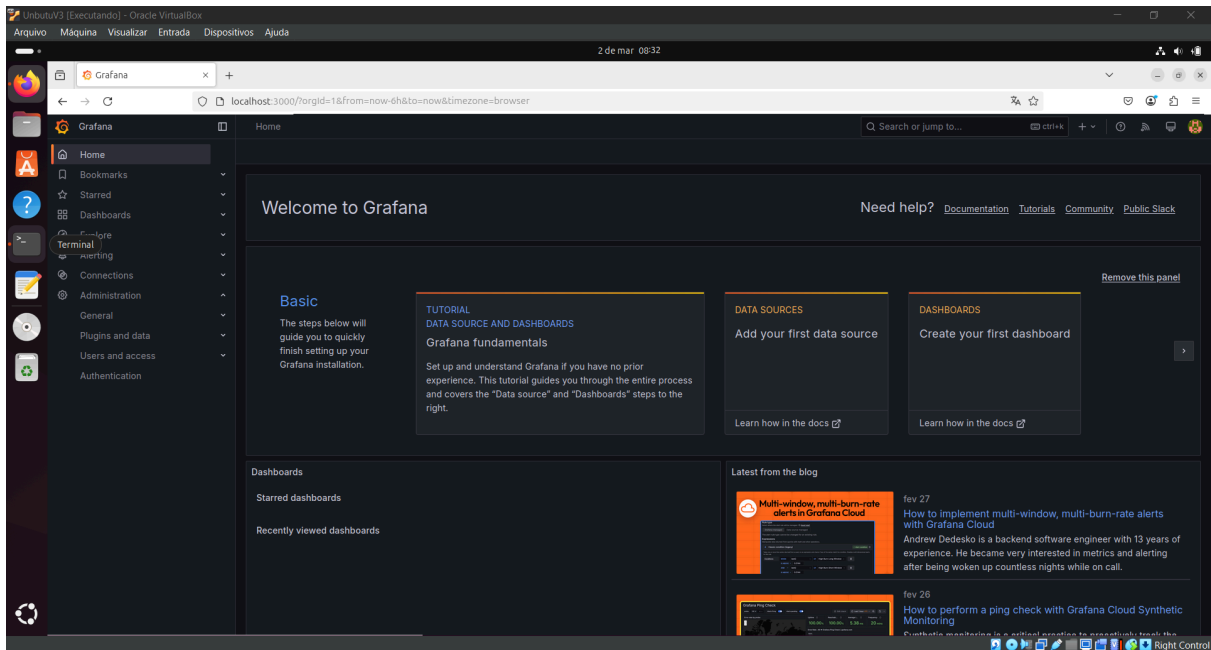 UnbutuV3 [Executando] - Oracle VirtualBox
Arquivo Máquina Visualizar Entrada Dispositivos Ajuda
2 de mar 08:32
Grafana
localhost:3000/?orgId=1&from=now-6h&to=now&timezone=browser
Grafana
Home
Search or jump to...
ctrl+k
Home
Bookmarks
Starred
Dashboards
Explore
Terminal
Alerting
Connections
Administration
General
Plugins and data
Users and access
Authentication
Welcome to Grafana
Need help? Documentation Tutorials Community Public Slack
Remove this panel
Basic
The steps below will
guide you to quickly
finish setting up your
Grafana installation.
TUTORIAL
DATA SOURCE AND DASHBOARDS
Grafana fundamentals
Set up and understand Grafana if you have no prior
experience. This tutorial guides you through the entire process
and covers the “Data source” and “Dashboards” steps to the
right.
DATA SOURCES
Add your first data source
Learn how in the docs
DASHBOARDS
Create your first dashboard
Learn how in the docs
Dashboards
Starred dashboards
Recently viewed dashboards
Latest from the blog
Multi-window, multi-burn-rate
alerts in Grafana Cloud
fev 27
How to implement multi-window, multi-burn-rate alerts
with Grafana Cloud
Andrew Dedesko is a backend software engineer with 13 years of
experience. He became very interested in metrics and alerting
after being woken up countless nights while on call.
fev 26
How to perform a ping check with Grafana Cloud Synthetic
Monitoring
Synthetic monitoring is a critical practice to proactively track the
Right Control